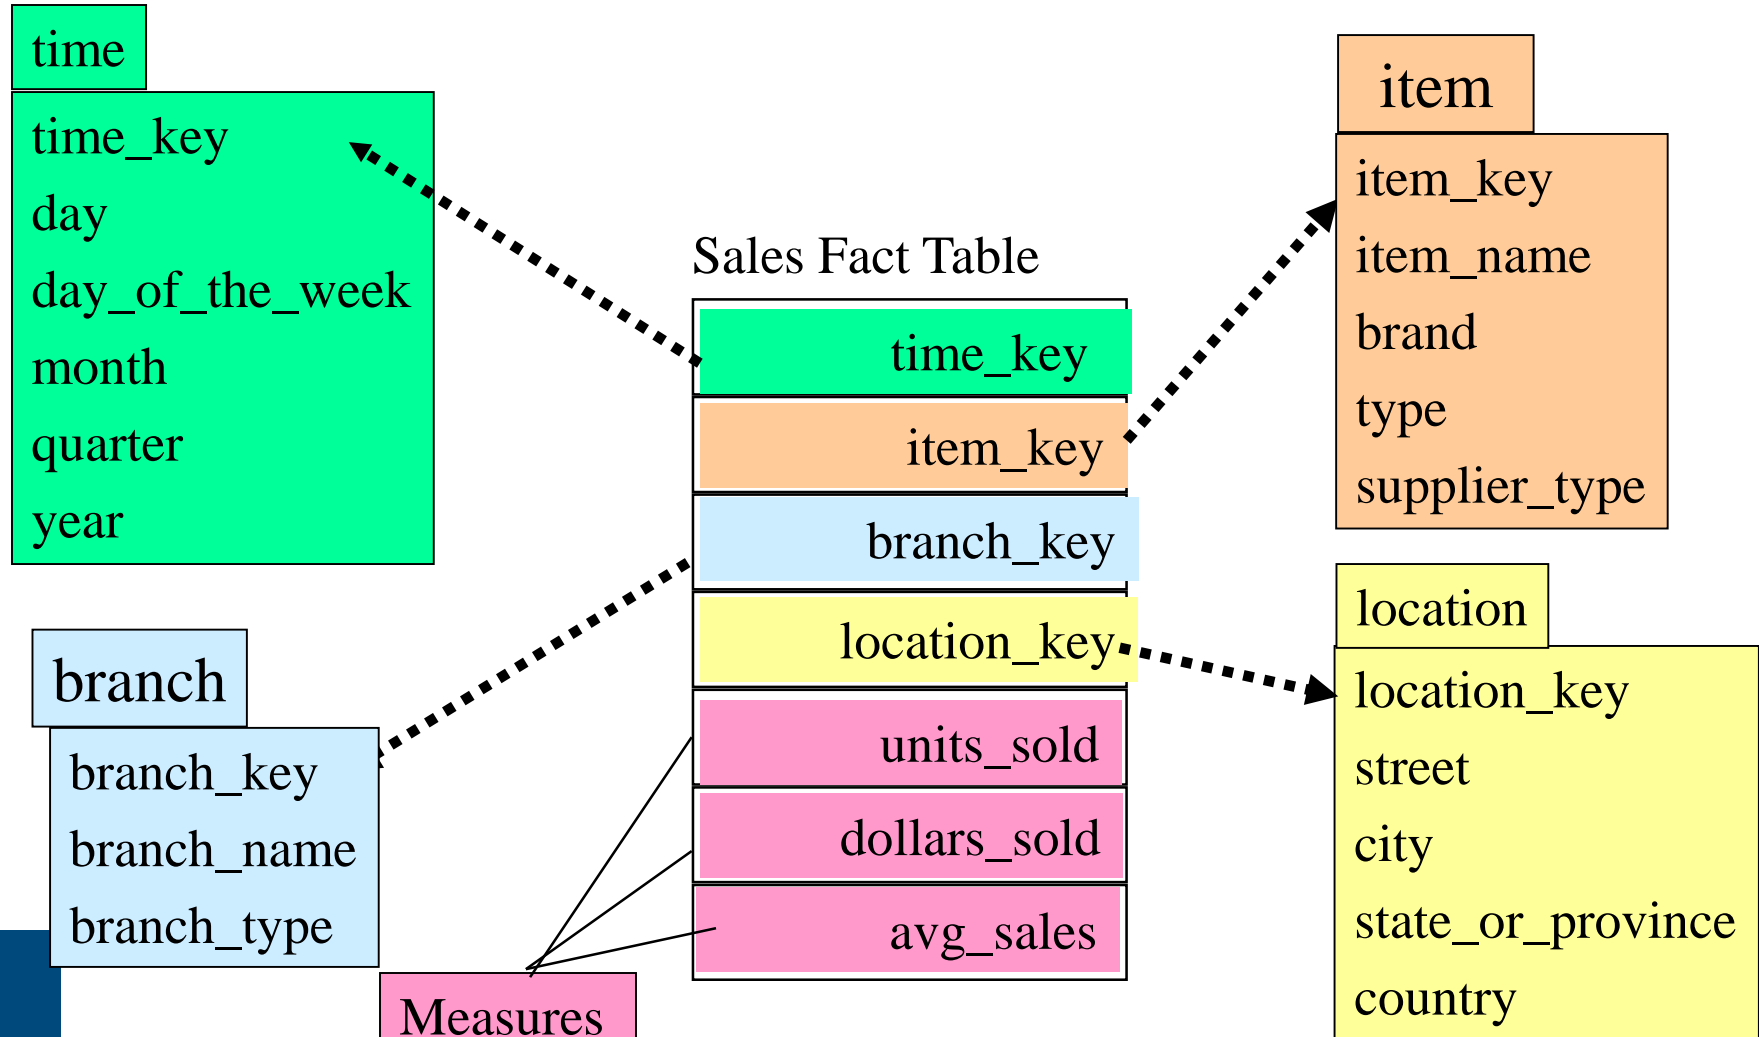 time
time_key
day
day_of_the_week
month
quarter
year
branch
branch_key
branch_name
branch_type
Sales Fact Table
time_key
item_key
branch_key
location_key
units_sold
dollars_sold
avg_sales
Measures
item
item_key
item_name
brand
type
supplier_type
location
location_key
street
city
state_or_province
country